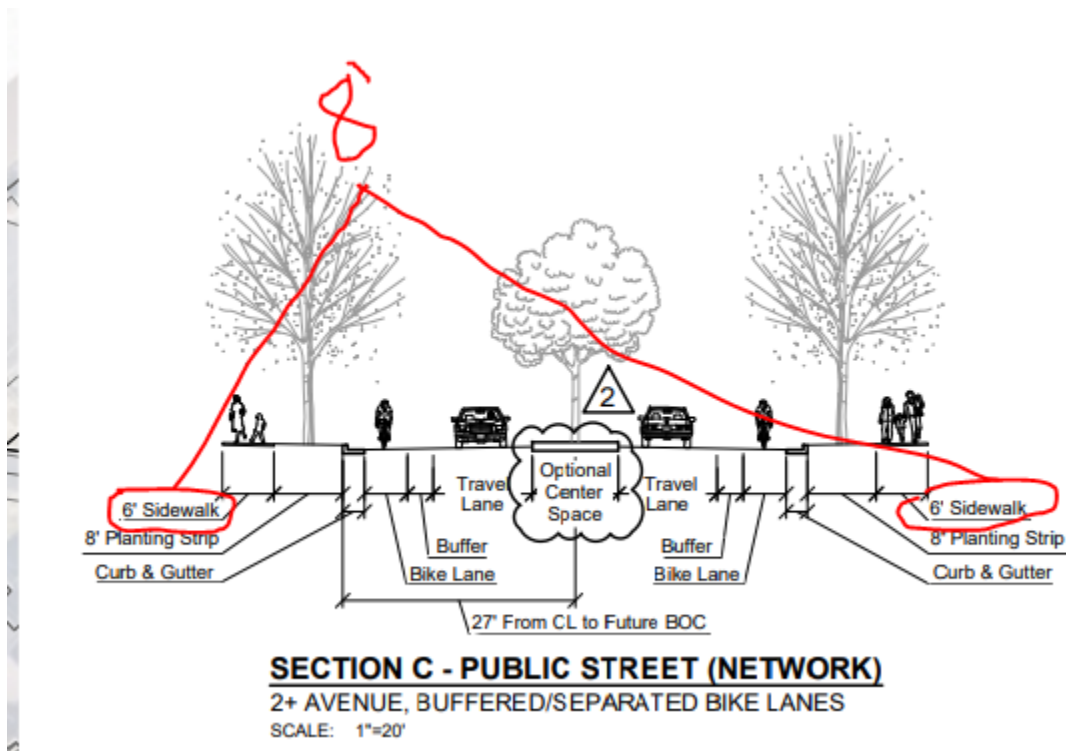 8'
2
Travel
Lane
Optional
Center
Space
Travel
Lane
6' Sidewalk
6' Sidewalk
8' Planting Strip
Buffer
Buffer
8' Planting Strip
Curb & Gutter
Bike Lane
Bike Lane
Curb & Gutter
27' From CL to Future BOC
SECTION C - PUBLIC STREET (NETWORK)
2+ AVENUE, BUFFERED/SEPARATED BIKE LANES
SCALE: 1"=20'